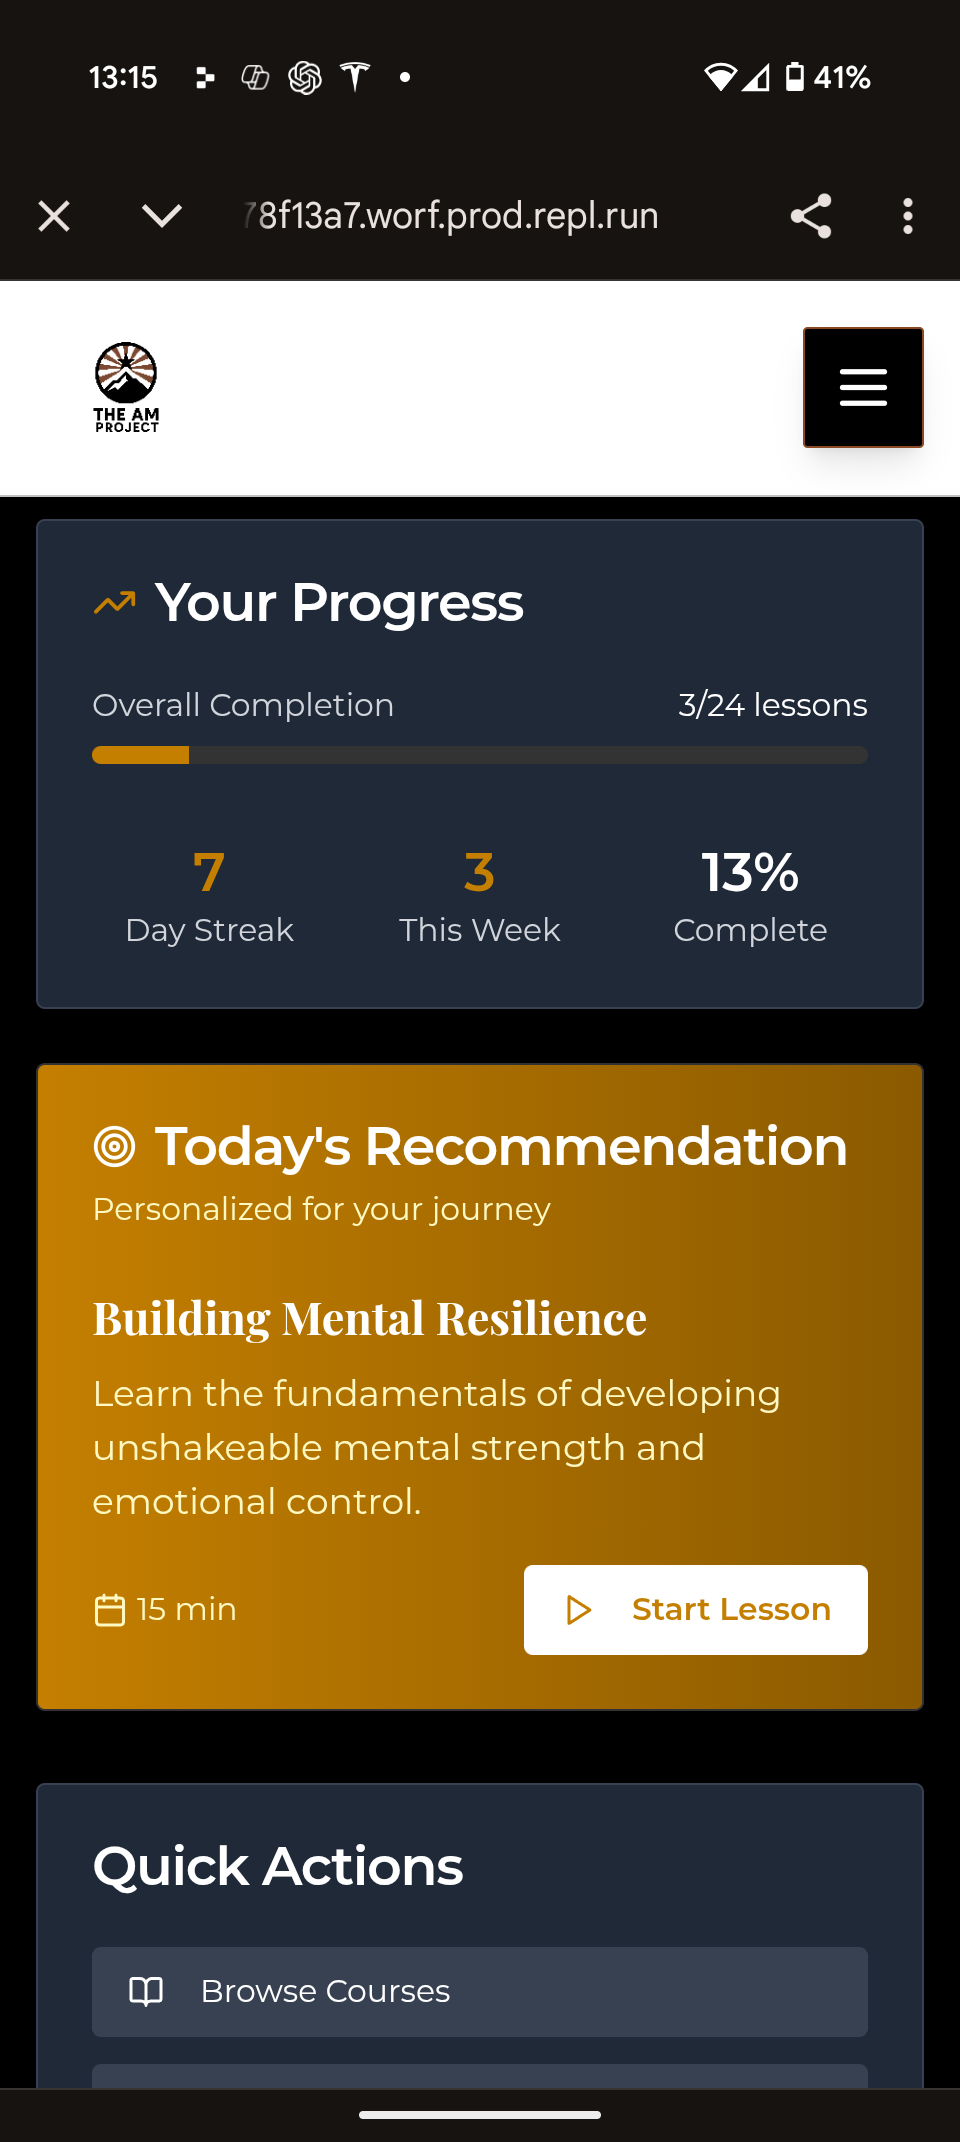 13:15
41%
78f13a7.worf.prod.repl.run
THE AM
PROJECT
Your Progress
Overall Completion
3/24 lessons
7
3
13%
Day Streak
This Week
Complete
Today's Recommendation
Personalized for your journey
Building Mental Resilience
Learn the fundamentals of developing
unshakeable mental strength and
emotional control.
15 min
Start Lesson
Quick Actions
Browse Courses